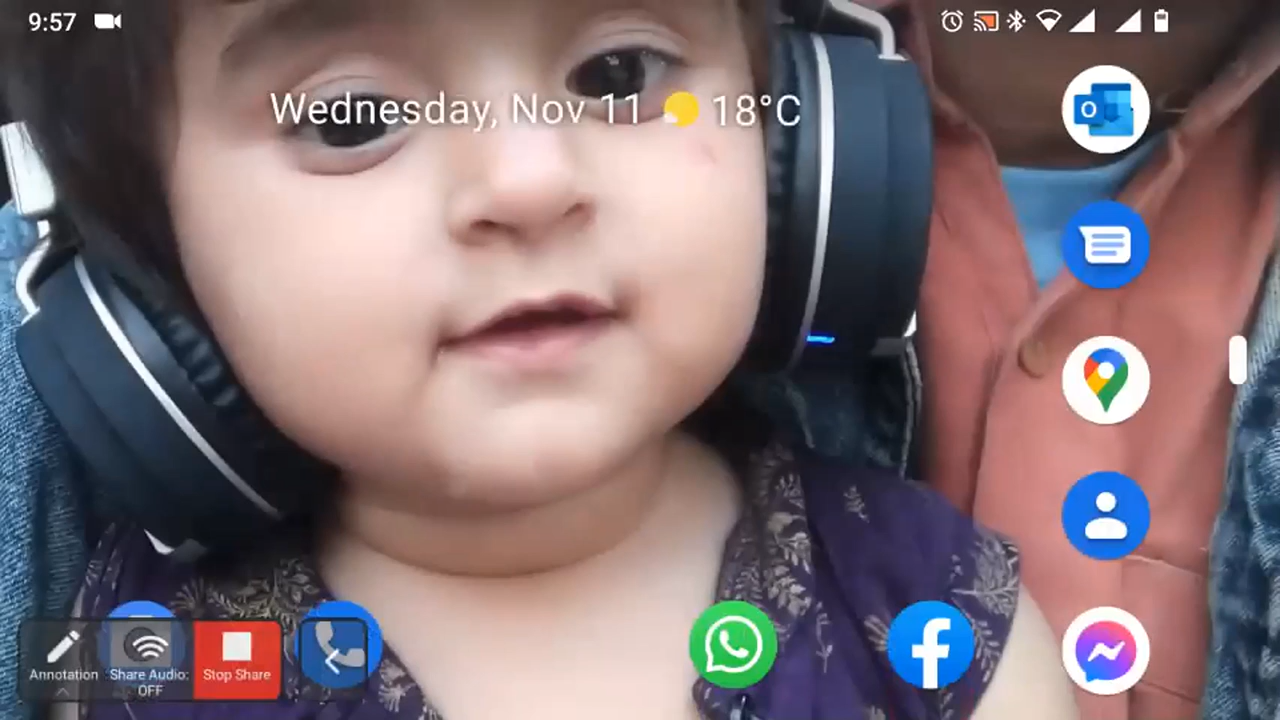 9:57
Wednesday, Nov 11 18°C
Annotation
Share Audio:
OFF
Stop Share